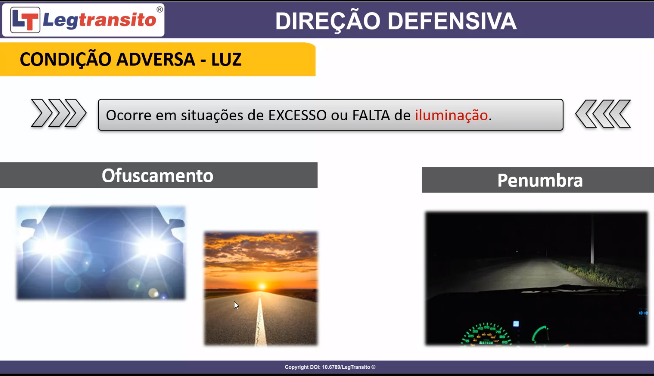 LT Legtransito®
DIREÇÃO DEFENSIVA
CONDIÇÃO ADVERSA - LUZ
Ocorre em situações de EXCESSO ou FALTA de iluminação.
Ofuscamento
Penumbra
Copyright DOI: 10.6789/LegTransito ©